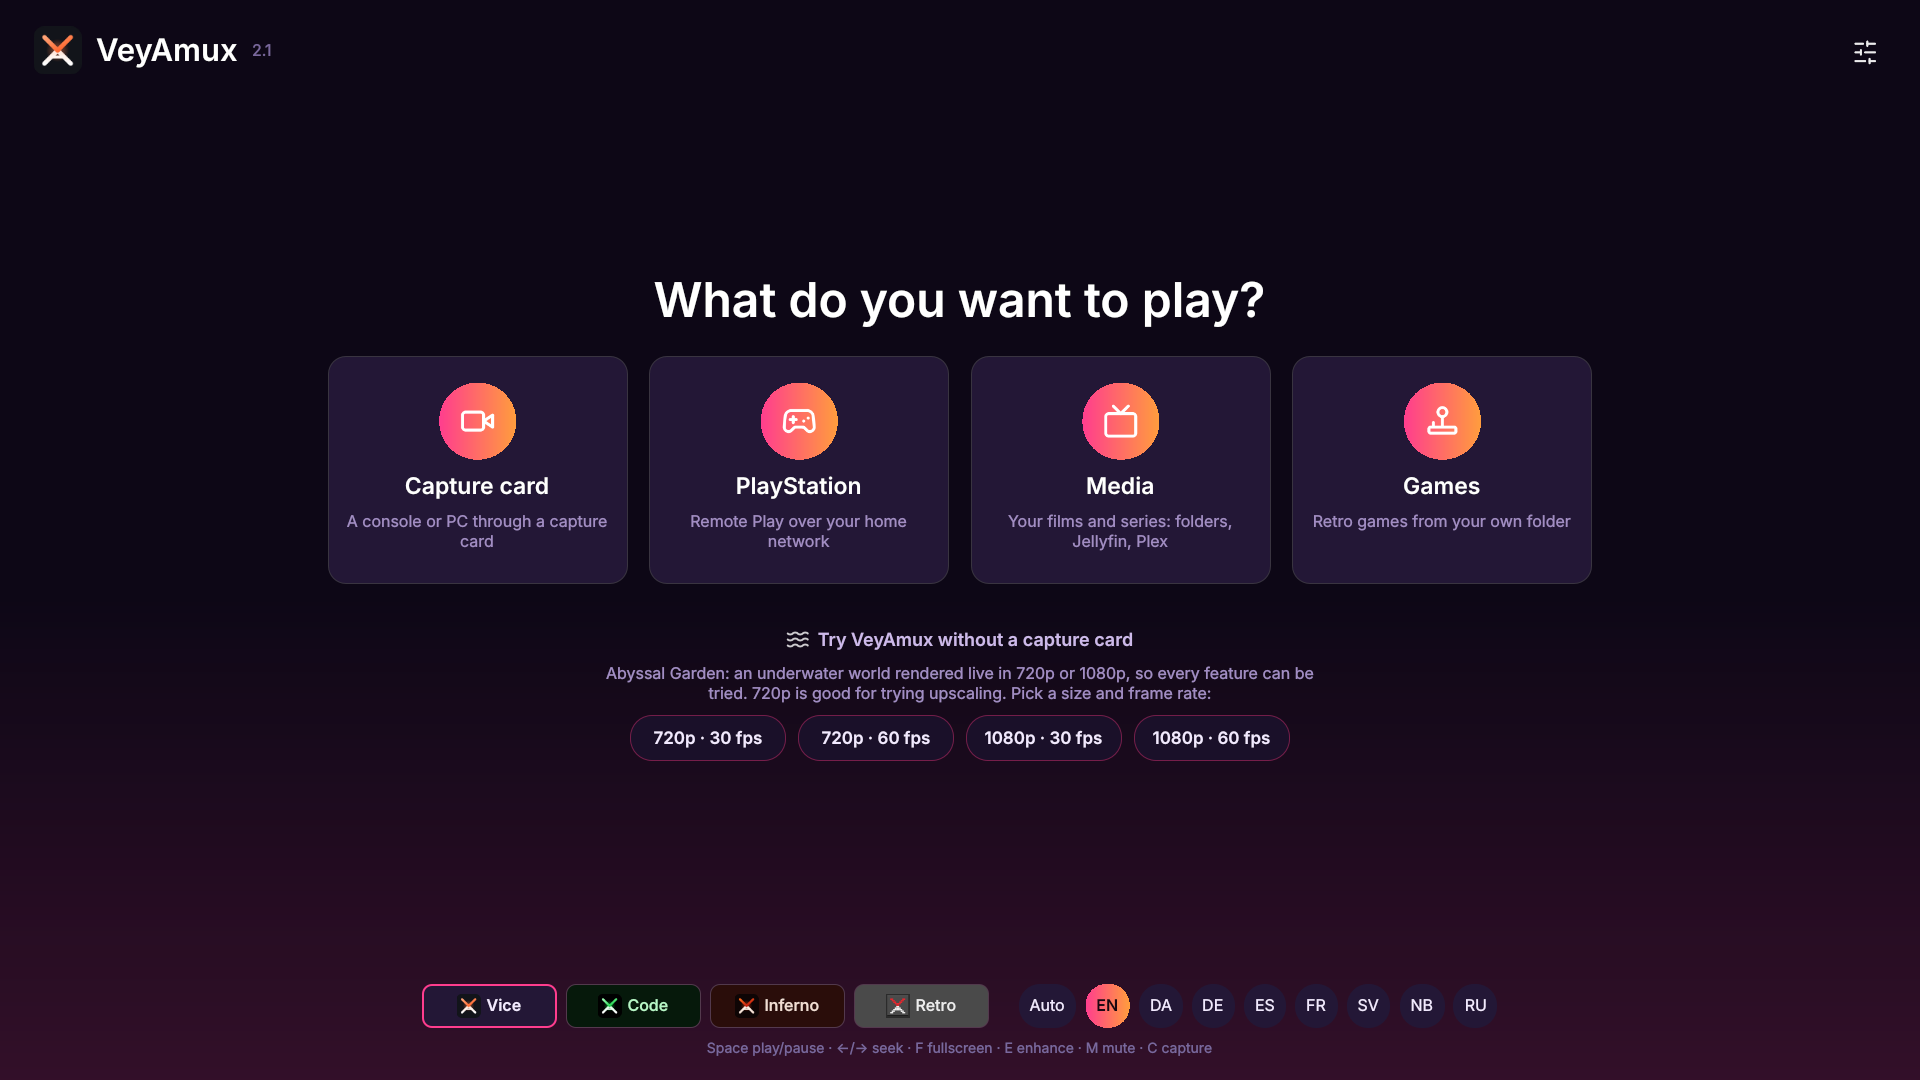 VeyAmux 2.1
What do you want to play?
Capture card
A console or PC through a capture
card
PlayStation
Remote Play over your home
network
Media
Your films and series: folders,
Jellyfin, Plex
Games
Retro games from your own folder
Try VeyAmux without a capture card
Abyssal Garden: an underwater world rendered live in 720p or 1080p, so every feature can be
tried. 720p is good for trying upscaling. Pick a size and frame rate:
720p · 30 fps
720p · 60 fps
1080p · 30 fps
1080p · 60 fps
Vice
Code
Inferno
Retro
Auto
EN
DA
DE
ES
FR
SV
NB
RU
Space play/pause · ←/→ seek · F fullscreen · E enhance · M mute · C capture